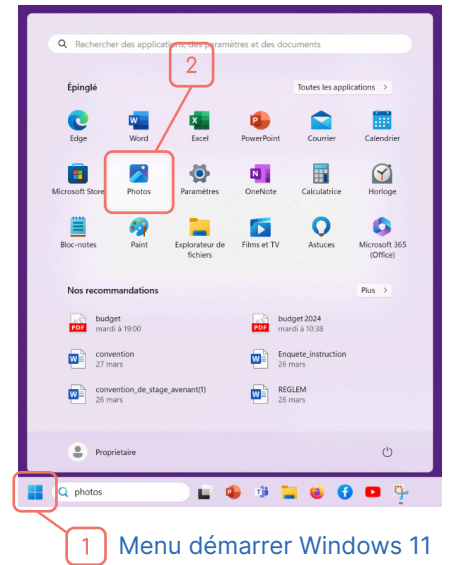 Rechercher des applications, des paramètres et des documents
2
Épinglé
Toutes les applications >
Edge
Word
Excel
PowerPoint
Courrier
Calendrier
Microsoft Store
Photos
Paramètres
OneNote
Calculatrice
Horloge
Bloc-notes
Paint
Explorateur de
fichiers
Films et TV
Astuces
Microsoft 365
(Office)
Nos recommandations
Plus >
budget
mardi à 19:00
budget 2024
mardi à 10:38
convention
27 mars
Enquete_instruction
26 mars
convention_de_stage_avenant(1)
26 mars
REGLEM
26 mars
Proprietaire
photos
1
Menu démarrer Windows 11